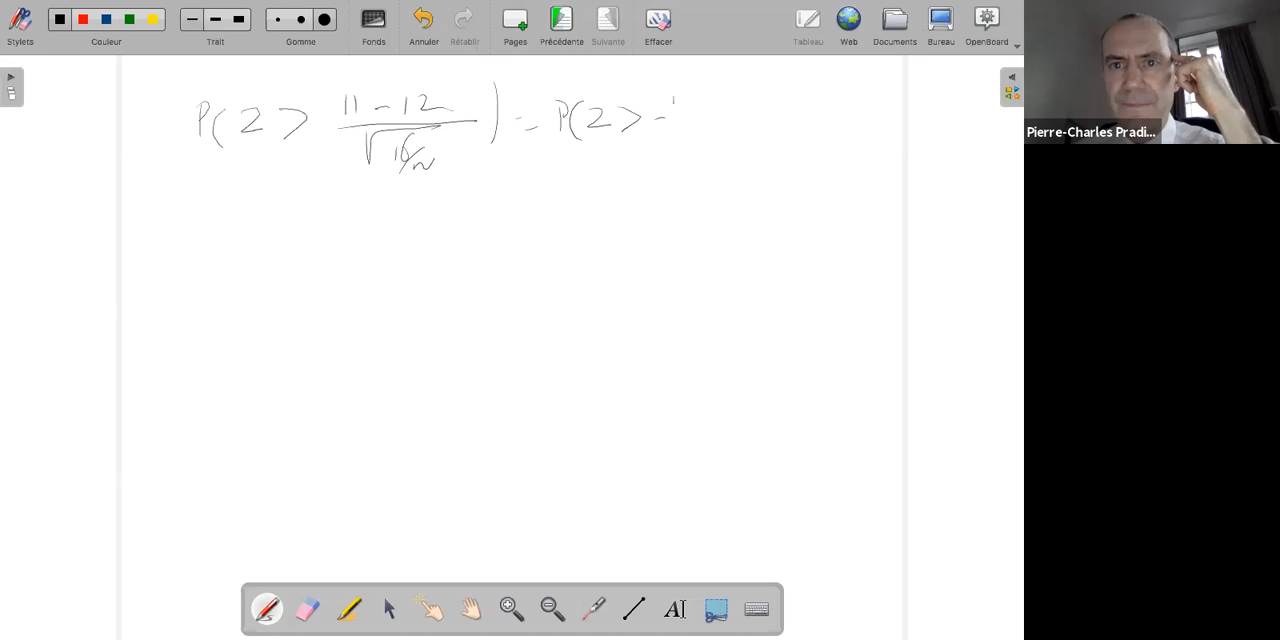 Stylets Couleur Trait Gomme Fonds Annuler Rétablir Pages Précédente Suivante Effacer Tableau Web Documents Bureau OpenBoard
P( Z > (11 - 12) / √(16/n) ) = P( Z > -
Pierre-Charles Pradi...
A